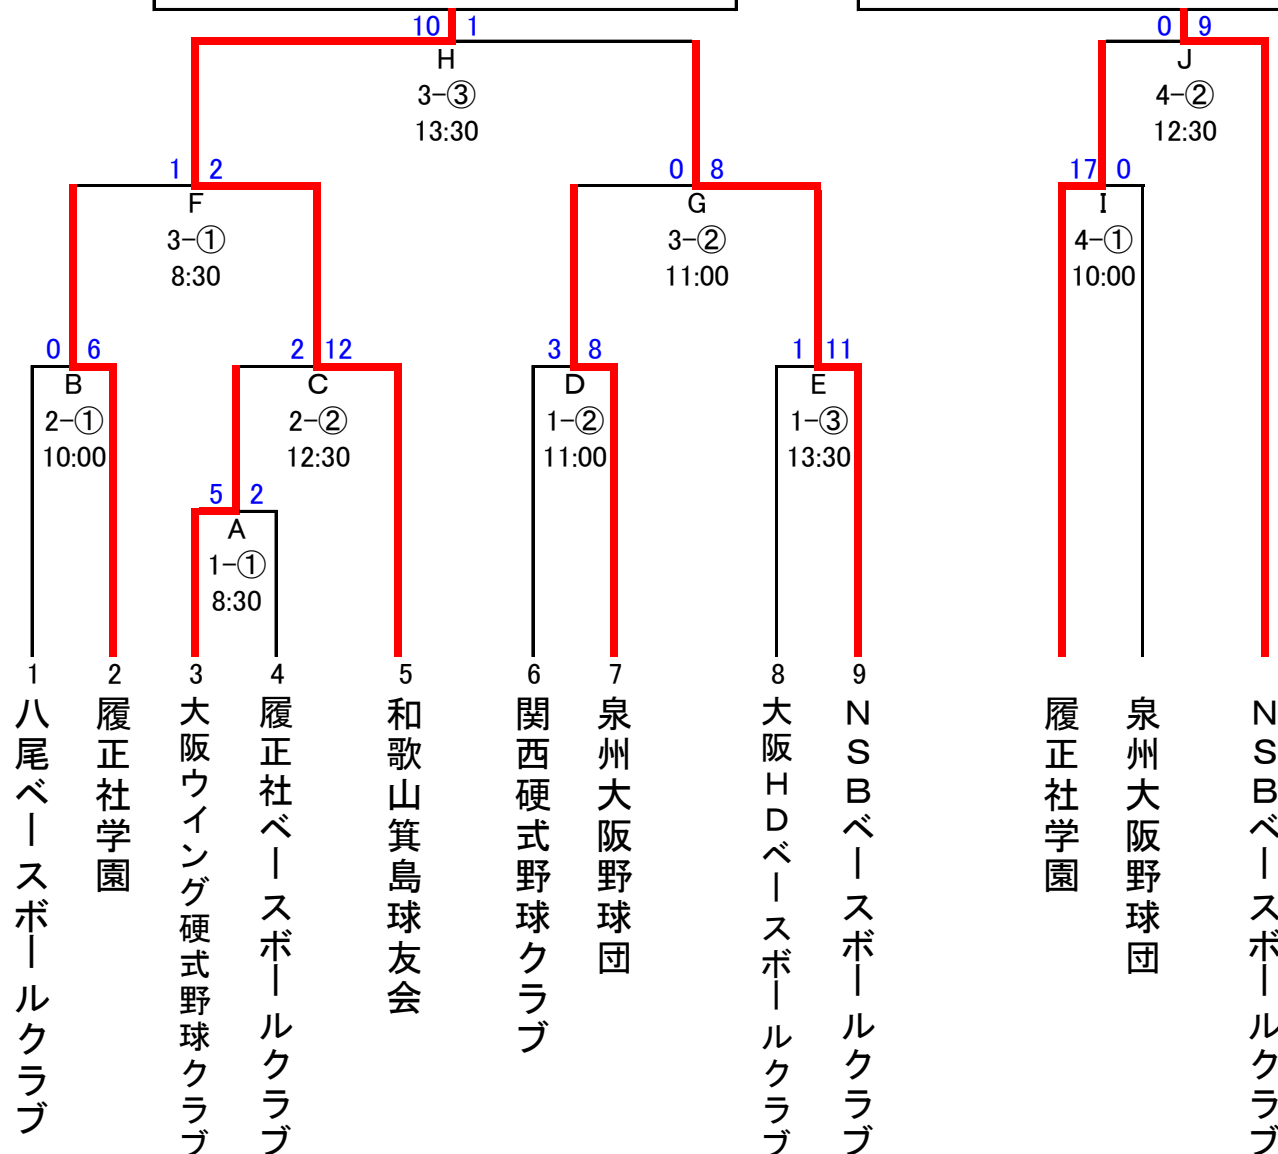 10 1
0 9
H
3-③
13:30
J
4-②
12:30
1 2
F
3-①
8:30
0 8
G
3-②
11:00
17 0
I
4-①
10:00
0 6
B
2-①
10:00
2 12
C
2-②
12:30
3 8
D
1-②
11:00
1 11
E
1-③
13:30
5 2
A
1-①
8:30
1
八尾ベースボールクラブ
2
履正社学園
3
大阪ウイング硬式野球クラブ
4
履正社ベースボールクラブ
5
和歌山箕島球友会
6
関西硬式野球クラブ
7
泉州大阪野球団
8
大阪HDベースボールクラブ
9
NSBベースボールクラブ
履正社学園
泉州大阪野球団
NSBベースボールクラブ